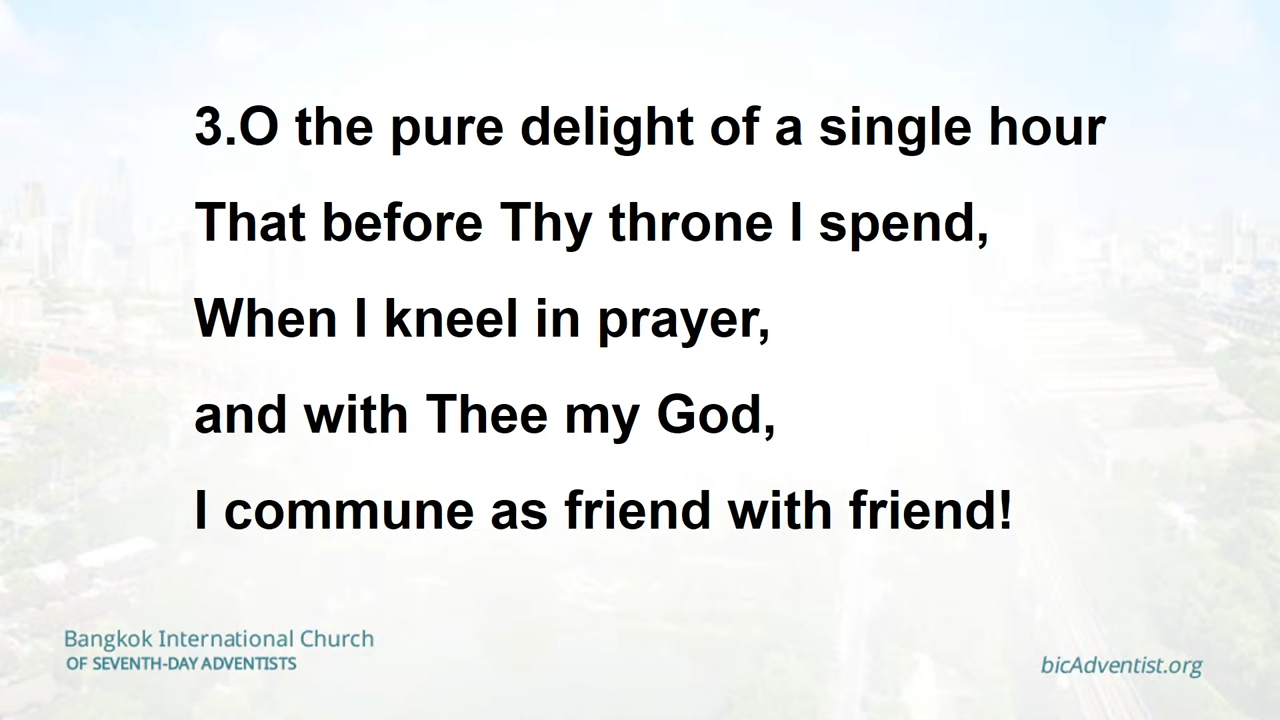 3.O the pure delight of a single hour
That before Thy throne I spend,
When I kneel in prayer,
and with Thee my God,
I commune as friend with friend!
Bangkok International Church
OF SEVENTH-DAY ADVENTISTS
bicAdventist.org